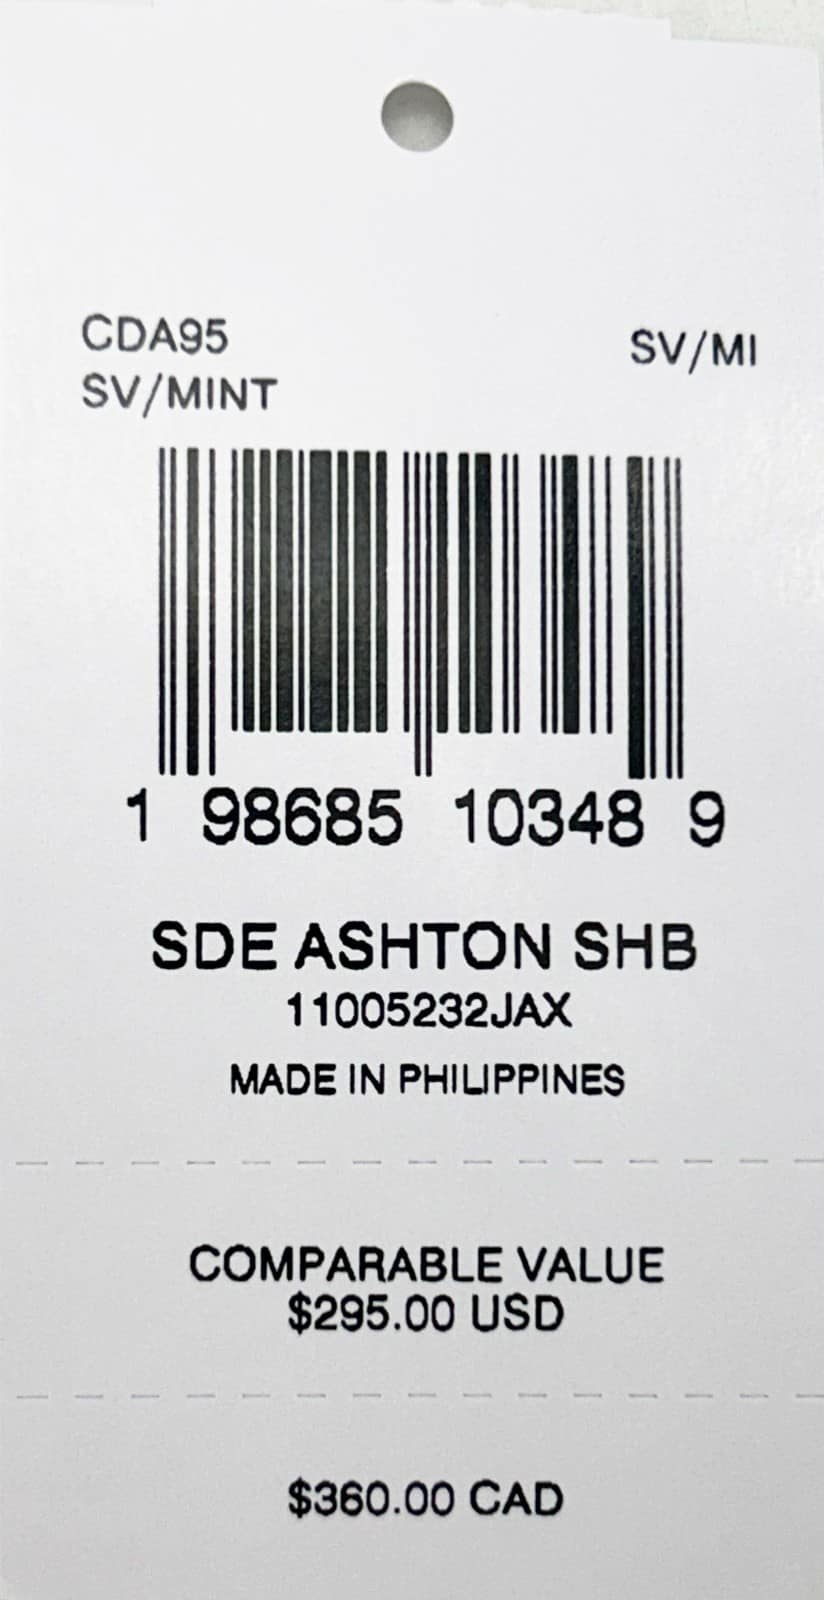 CDA95 SV/MI
SV/MINT
1 98685 10348 9
SDE ASHTON SHB
11005232JAX
MADE IN PHILIPPINES
COMPARABLE VALUE
$295.00 USD
$360.00 CAD